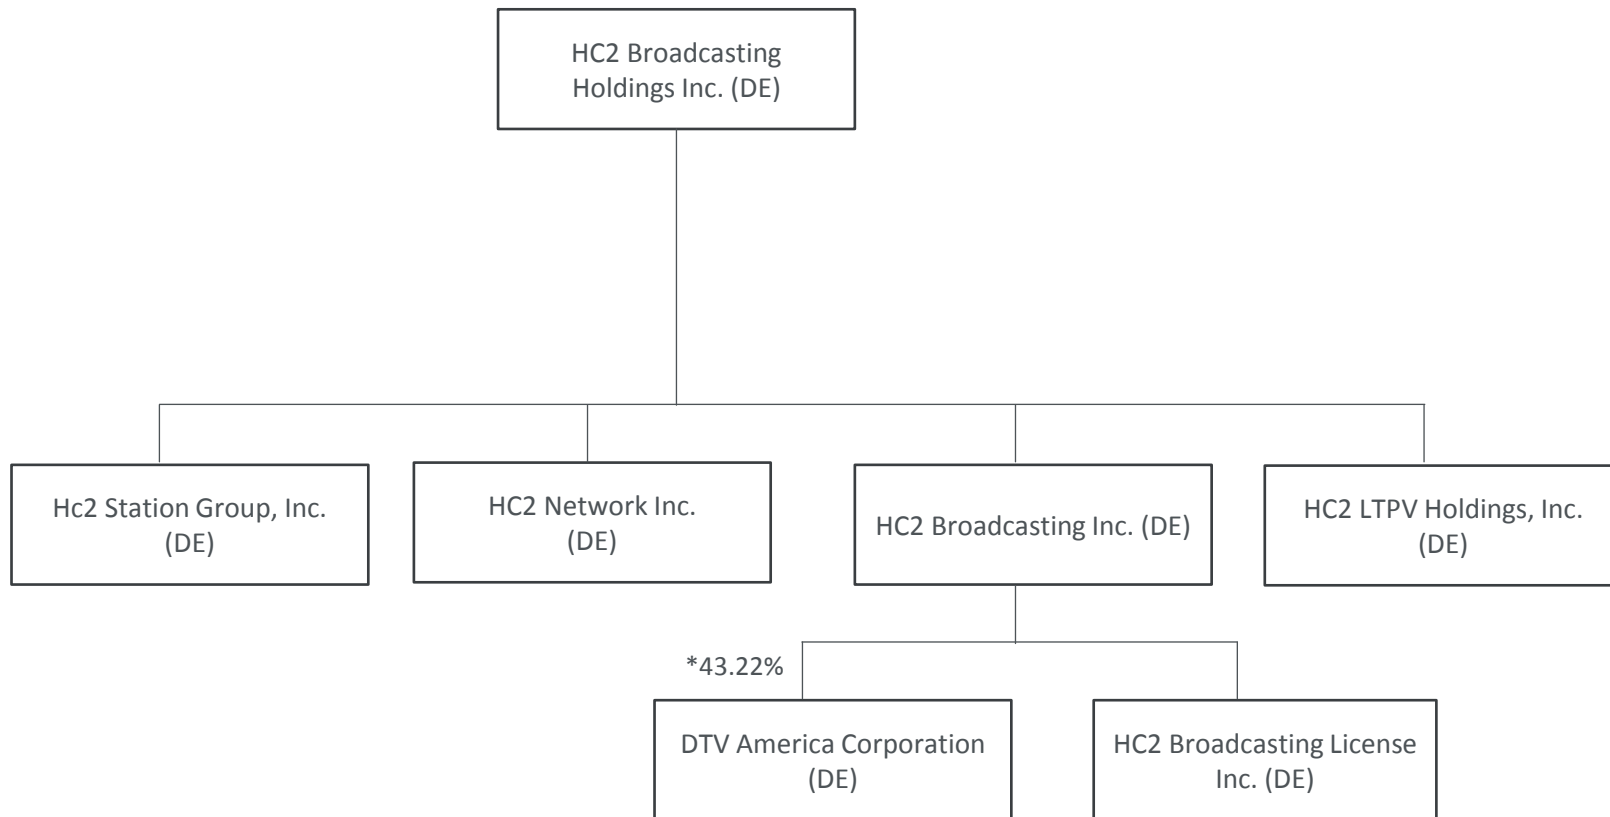 HC2 Broadcasting
Holdings Inc. (DE)
Hc2 Station Group, Inc.
(DE)
HC2 Network Inc.
(DE)
HC2 Broadcasting Inc. (DE)
HC2 LTPV Holdings, Inc.
(DE)
*43.22%
DTV America Corporation
(DE)
HC2 Broadcasting License
Inc. (DE)